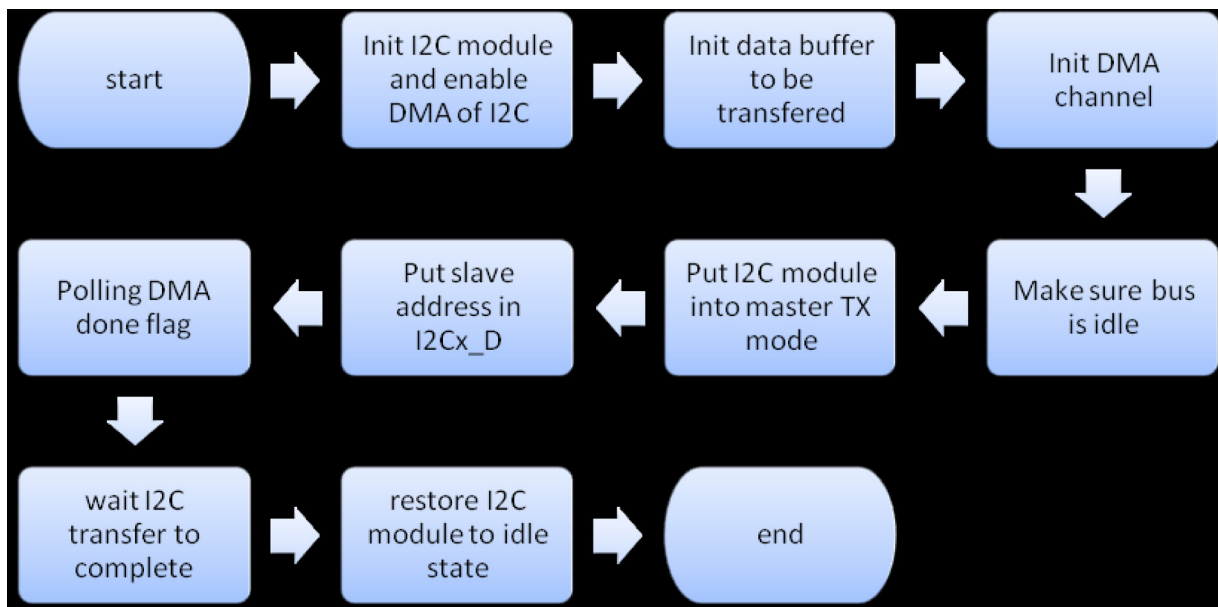 start
Init I2C module
and enable
DMA of I2C
Init data buffer
to be
transfered
Init DMA
channel
Make sure bus
is idle
Put I2C module
into master TX
mode
Put slave
address in
I2Cx_D
Polling DMA
done flag
wait I2C
transfer to
complete
restore I2C
module to idle
state
end